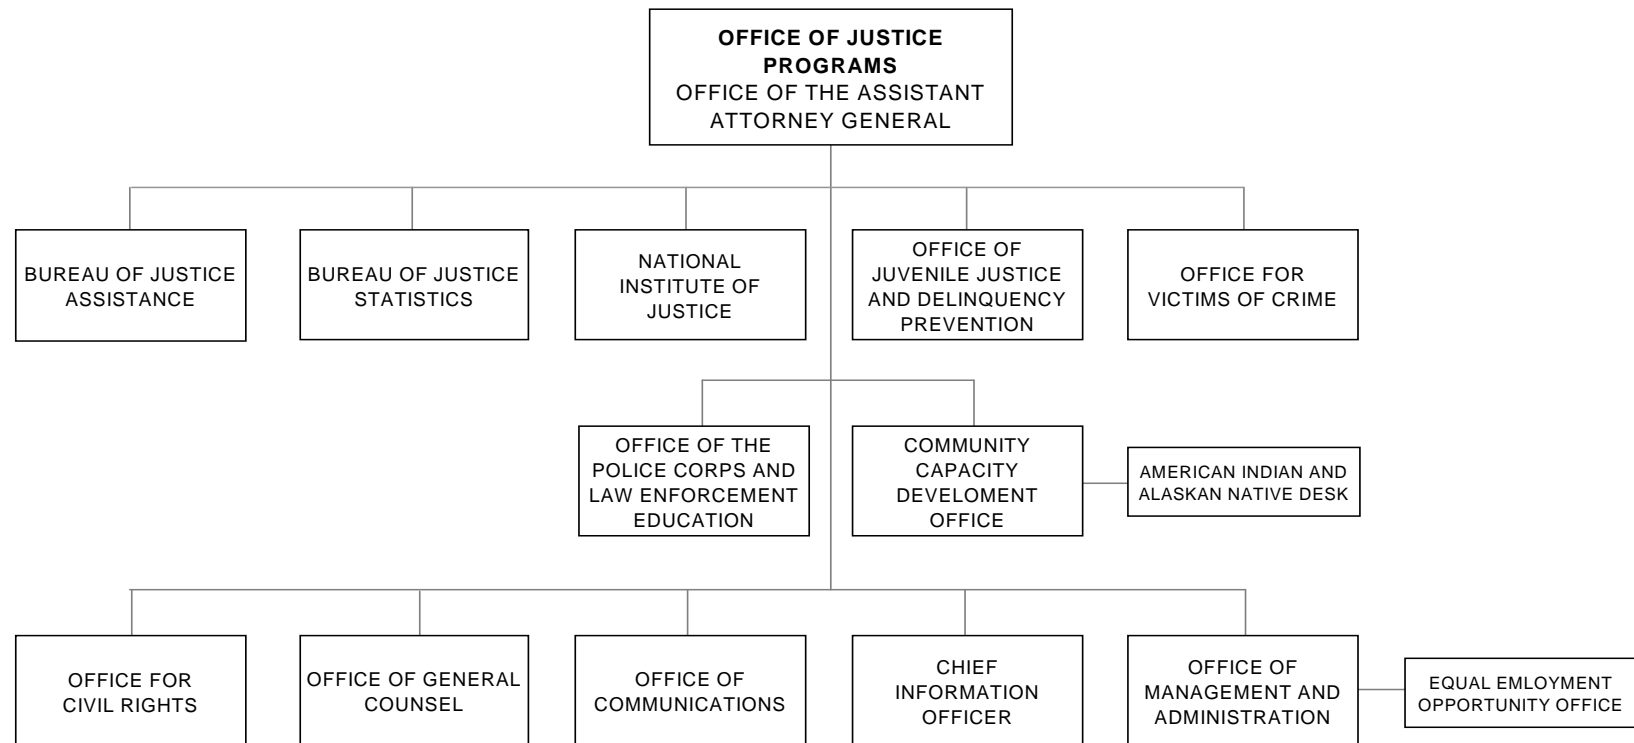 OFFICE OF JUSTICE
PROGRAMS
OFFICE OF THE ASSISTANT
ATTORNEY GENERAL
BUREAU OF JUSTICE
ASSISTANCE
BUREAU OF JUSTICE
STATISTICS
NATIONAL
INSTITUTE OF
JUSTICE
OFFICE OF
JUVENILE JUSTICE
AND DELINQUENCY
PREVENTION
OFFICE FOR
VICTIMS OF CRIME
OFFICE OF THE
POLICE CORPS AND
LAW ENFORCEMENT
EDUCATION
COMMUNITY
CAPACITY
DEVELOMENT
OFFICE
AMERICAN INDIAN AND
ALASKAN NATIVE DESK
OFFICE FOR
CIVIL RIGHTS
OFFICE OF GENERAL
COUNSEL
OFFICE OF
COMMUNICATIONS
CHIEF
INFORMATION
OFFICER
OFFICE OF
MANAGEMENT AND
ADMINISTRATION
EQUAL EMLOYMENT
OPPORTUNITY OFFICE